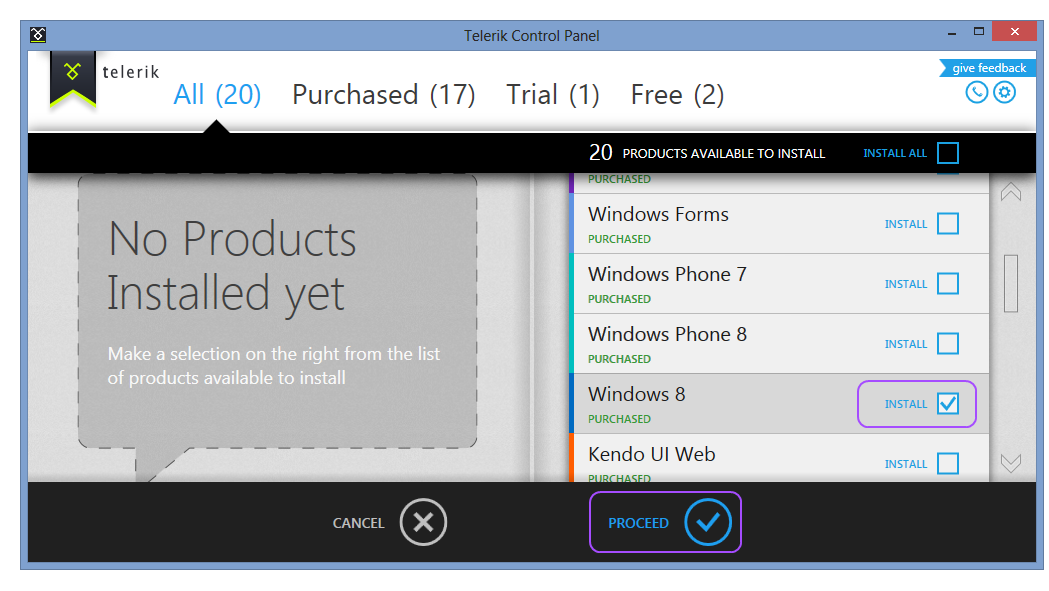 Telerik Control Panel
telerik
give feedback
All (20) Purchased (17) Trial (1) Free (2)
20 PRODUCTS AVAILABLE TO INSTALL INSTALL ALL
No Products
Installed yet
Make a selection on the right from the list
of products available to install
PURCHASED
Windows Forms
INSTALL
PURCHASED
Windows Phone 7
INSTALL
PURCHASED
Windows Phone 8
INSTALL
PURCHASED
Windows 8
INSTALL
PURCHASED
Kendo UI Web
INSTALL
PURCHASED
CANCEL
PROCEED